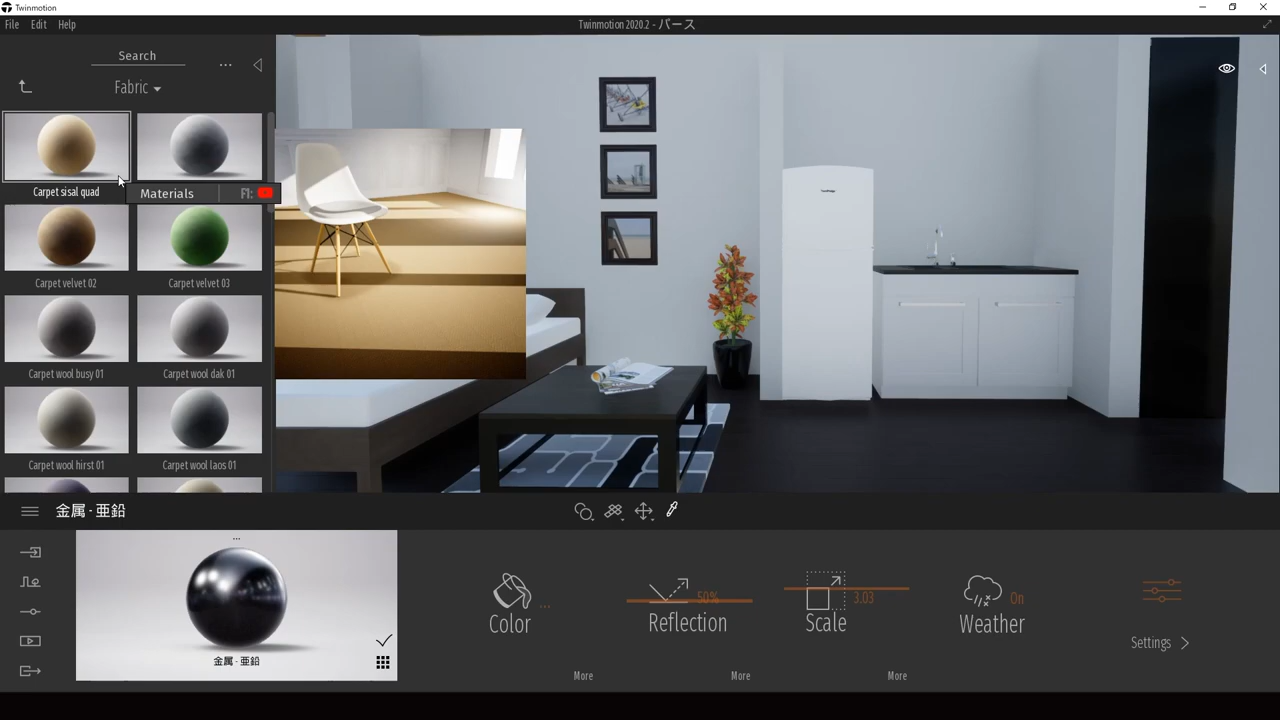 Twinmotion
File Edit Help
Twinmotion 2020.2 - パース
Search
...
Fabric
Carpet sisal quad
Materials F1:
Carpet velvet 02
Carpet velvet 03
Carpet wool busy 01
Carpet wool dak 01
Carpet wool hirst 01
Carpet wool laos 01
金属 - 亜鉛
...
金属 - 亜鉛
Color ...
Reflection 50%
Scale 3.03
Weather On
Settings
More
More
More